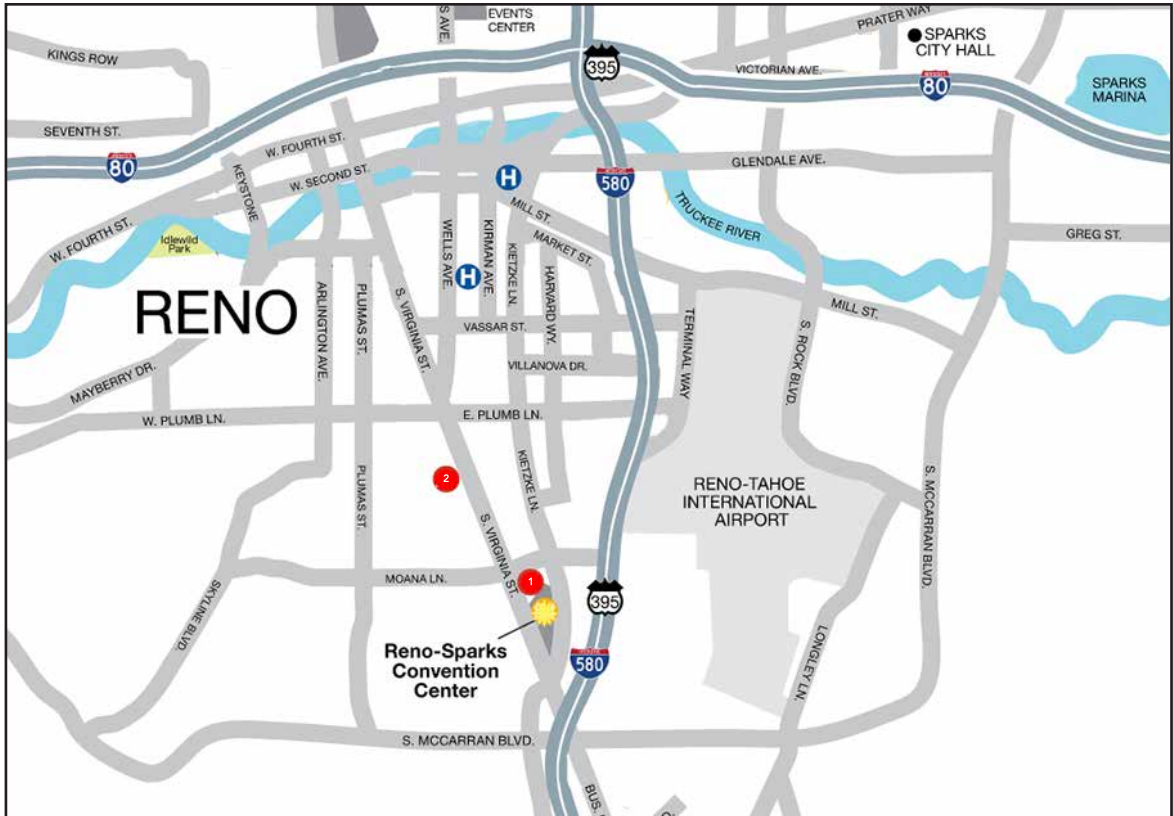 S AVE.
EVENTS
CENTER
PRATER WAY
SPARKS
CITY HALL
KINGS ROW
395
VICTORIAN AVE.
80
SPARKS
MARINA
SEVENTH ST.
W. FOURTH ST.
80
KEYSTONE
W. SECOND ST.
H
580
GLENDALE AVE.
MILL ST.
TRUCKEE RIVER
W. FOURTH ST.
Idlewild
Park
WELLS AVE.
KIRMAN AVE.
KIETZKE LN.
MARKET ST.
HARVARD WY.
GREG ST.
H
RENO
ARLINGTON AVE.
PLUMAS ST.
S. VIRGINIA ST.
VASSAR ST.
TERMINAL WAY
MILL ST.
S. ROCK BLVD.
VILLANOVA DR.
MAYBERRY DR.
W. PLUMB LN.
E. PLUMB LN.
2
PLUMAS ST.
KIETZKE LN.
S. VIRGINIA ST.
RENO-TAHOE
INTERNATIONAL
AIRPORT
S. MCCARRAN BLVD.
MOANA LN.
1
395
SKYLINE BLVD.
Reno-Sparks
Convention
Center
580
LONGLEY LN.
S. MCCARRAN BLVD.
BUS.